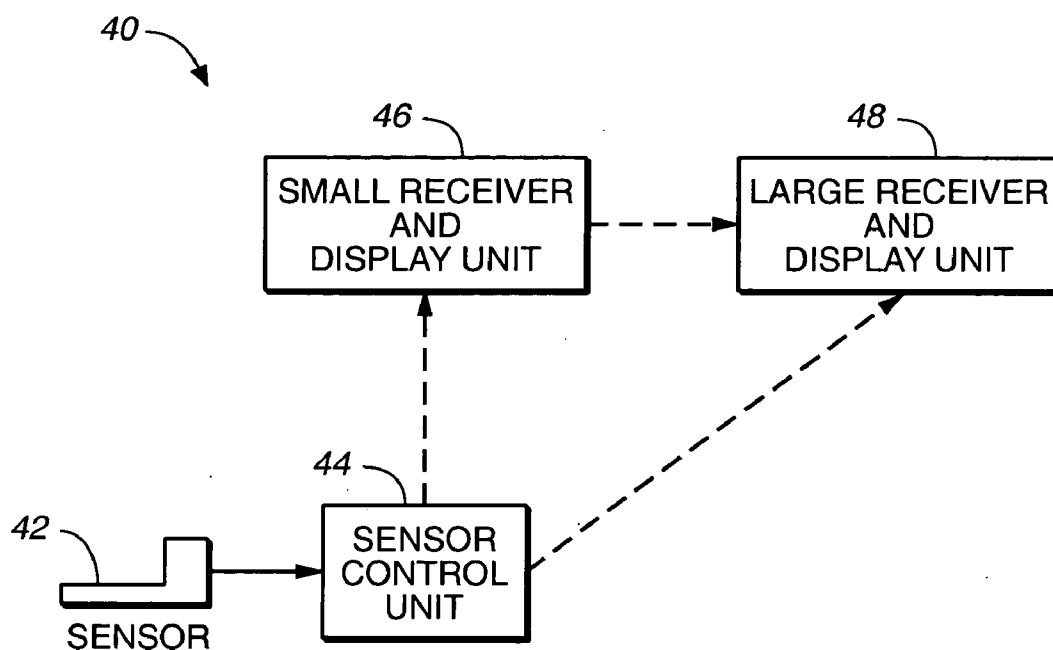 40
46
48
SMALL RECEIVER
AND
DISPLAY UNIT
LARGE RECEIVER
AND
DISPLAY UNIT
44
42
SENSOR
CONTROL
UNIT
SENSOR